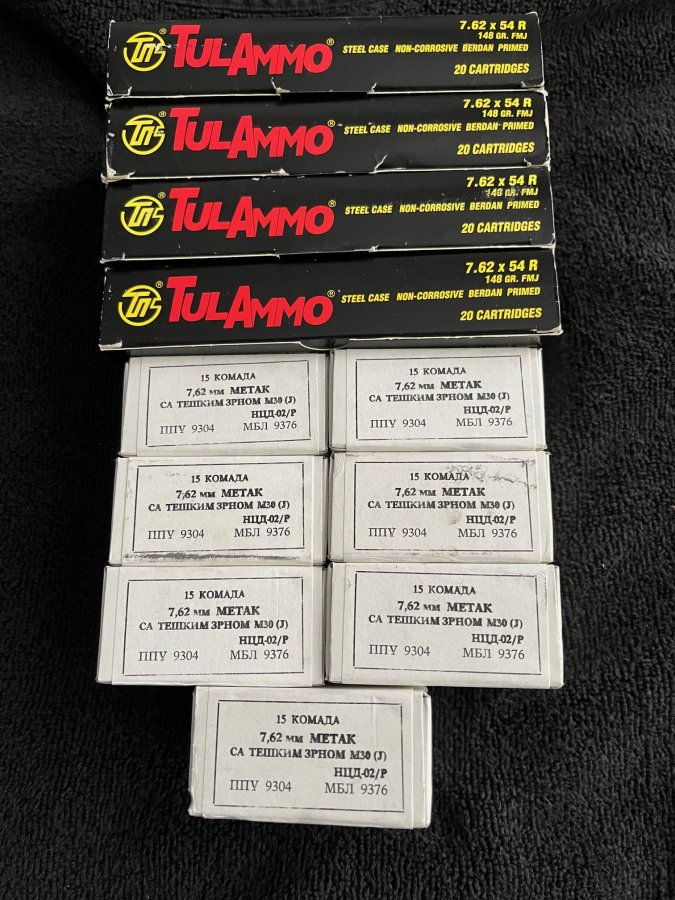 TULAMMO®
7.62 x 54 R
148 GR. FMJ
STEEL CASE NON-CORROSIVE BERDAN PRIMED
20 CARTRIDGES
TULAMMO®
7.62 x 54 R
148 GR. FMJ
STEEL CASE NON-CORROSIVE BERDAN PRIMED
20 CARTRIDGES
TULAMMO®
7.62 x 54 R
148 GR. FMJ
STEEL CASE NON-CORROSIVE BERDAN PRIMED
20 CARTRIDGES
TULAMMO®
7.62 x 54 R
148 GR. FMJ
STEEL CASE NON-CORROSIVE BERDAN PRIMED
20 CARTRIDGES
15 КОМАДА
7,62 мм МЕТАК
СА ТЕШКИМ ЗРНОМ М30 (Ј)
НЦД-02/Р
ППУ 9304 МБЛ 9376
15 КОМАДА
7,62 мм МЕТАК
СА ТЕШКИМ ЗРНОМ М30 (Ј)
НЦД-02/Р
ППУ 9304 МБЛ 9376
15 КОМАДА
7,62 мм МЕТАК
СА ТЕШКИМ ЗРНОМ М30 (Ј)
НЦД-02/Р
ППУ 9304 МБЛ 9376
15 КОМАДА
7,62 мм МЕТАК
СА ТЕШКИМ ЗРНОМ М30 (Ј)
НЦД-02/Р
ППУ 9304 МБЛ 9376
15 КОМАДА
7,62 мм МЕТАК
СА ТЕШКИМ ЗРНОМ М30 (Ј)
НЦД-02/Р
ППУ 9304 МБЛ 9376
15 КОМАДА
7,62 мм МЕТАК
СА ТЕШКИМ ЗРНОМ М30 (Ј)
НЦД-02/Р
ППУ 9304 МБЛ 9376
15 КОМАДА
7,62 мм МЕТАК
СА ТЕШКИМ ЗРНОМ М30 (Ј)
НЦД-02/Р
ППУ 9304 МБЛ 9376